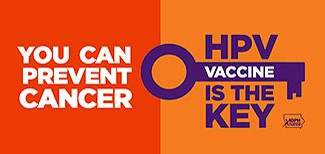 YOU CAN
PREVENT
CANCER
HPV
VACCINE
IS THE
KEY